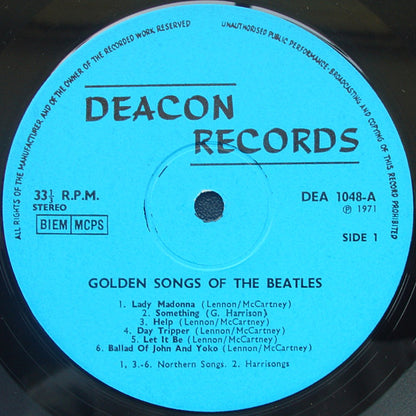 ALL RIGHTS OF THE MANUFACTURER AND OF THE OWNER OF THE RECORDED WORK RESERVED
UNAUTHORISED PUBLIC PERFORMANCE, BROADCASTING AND COPYING OF THIS RECORD PROHIBITED
DEACON
RECORDS
33⅓ R.P.M.
STEREO
BIEM MCPS
DEA 1048-A
Ⓟ 1971
SIDE 1
GOLDEN SONGS OF THE BEATLES
1. Lady Madonna (Lennon/McCartney)
2. Something (G. Harrison)
3. Help (Lennon/McCartney)
4. Day Tripper (Lennon/McCartney)
5. Let It Be (Lennon/McCartney)
6. Ballad Of John And Yoko (Lennon/McCartney)
1, 3.-6. Northern Songs. 2. Harrisongs